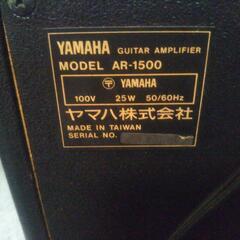 YAMAHA GUITAR AMPLIFIER
MODEL AR-1500
〒 YAMAHA
100V 25W 50/60Hz
ヤマハ株式会社
MADE IN TAIWAN
SERIAL NO.